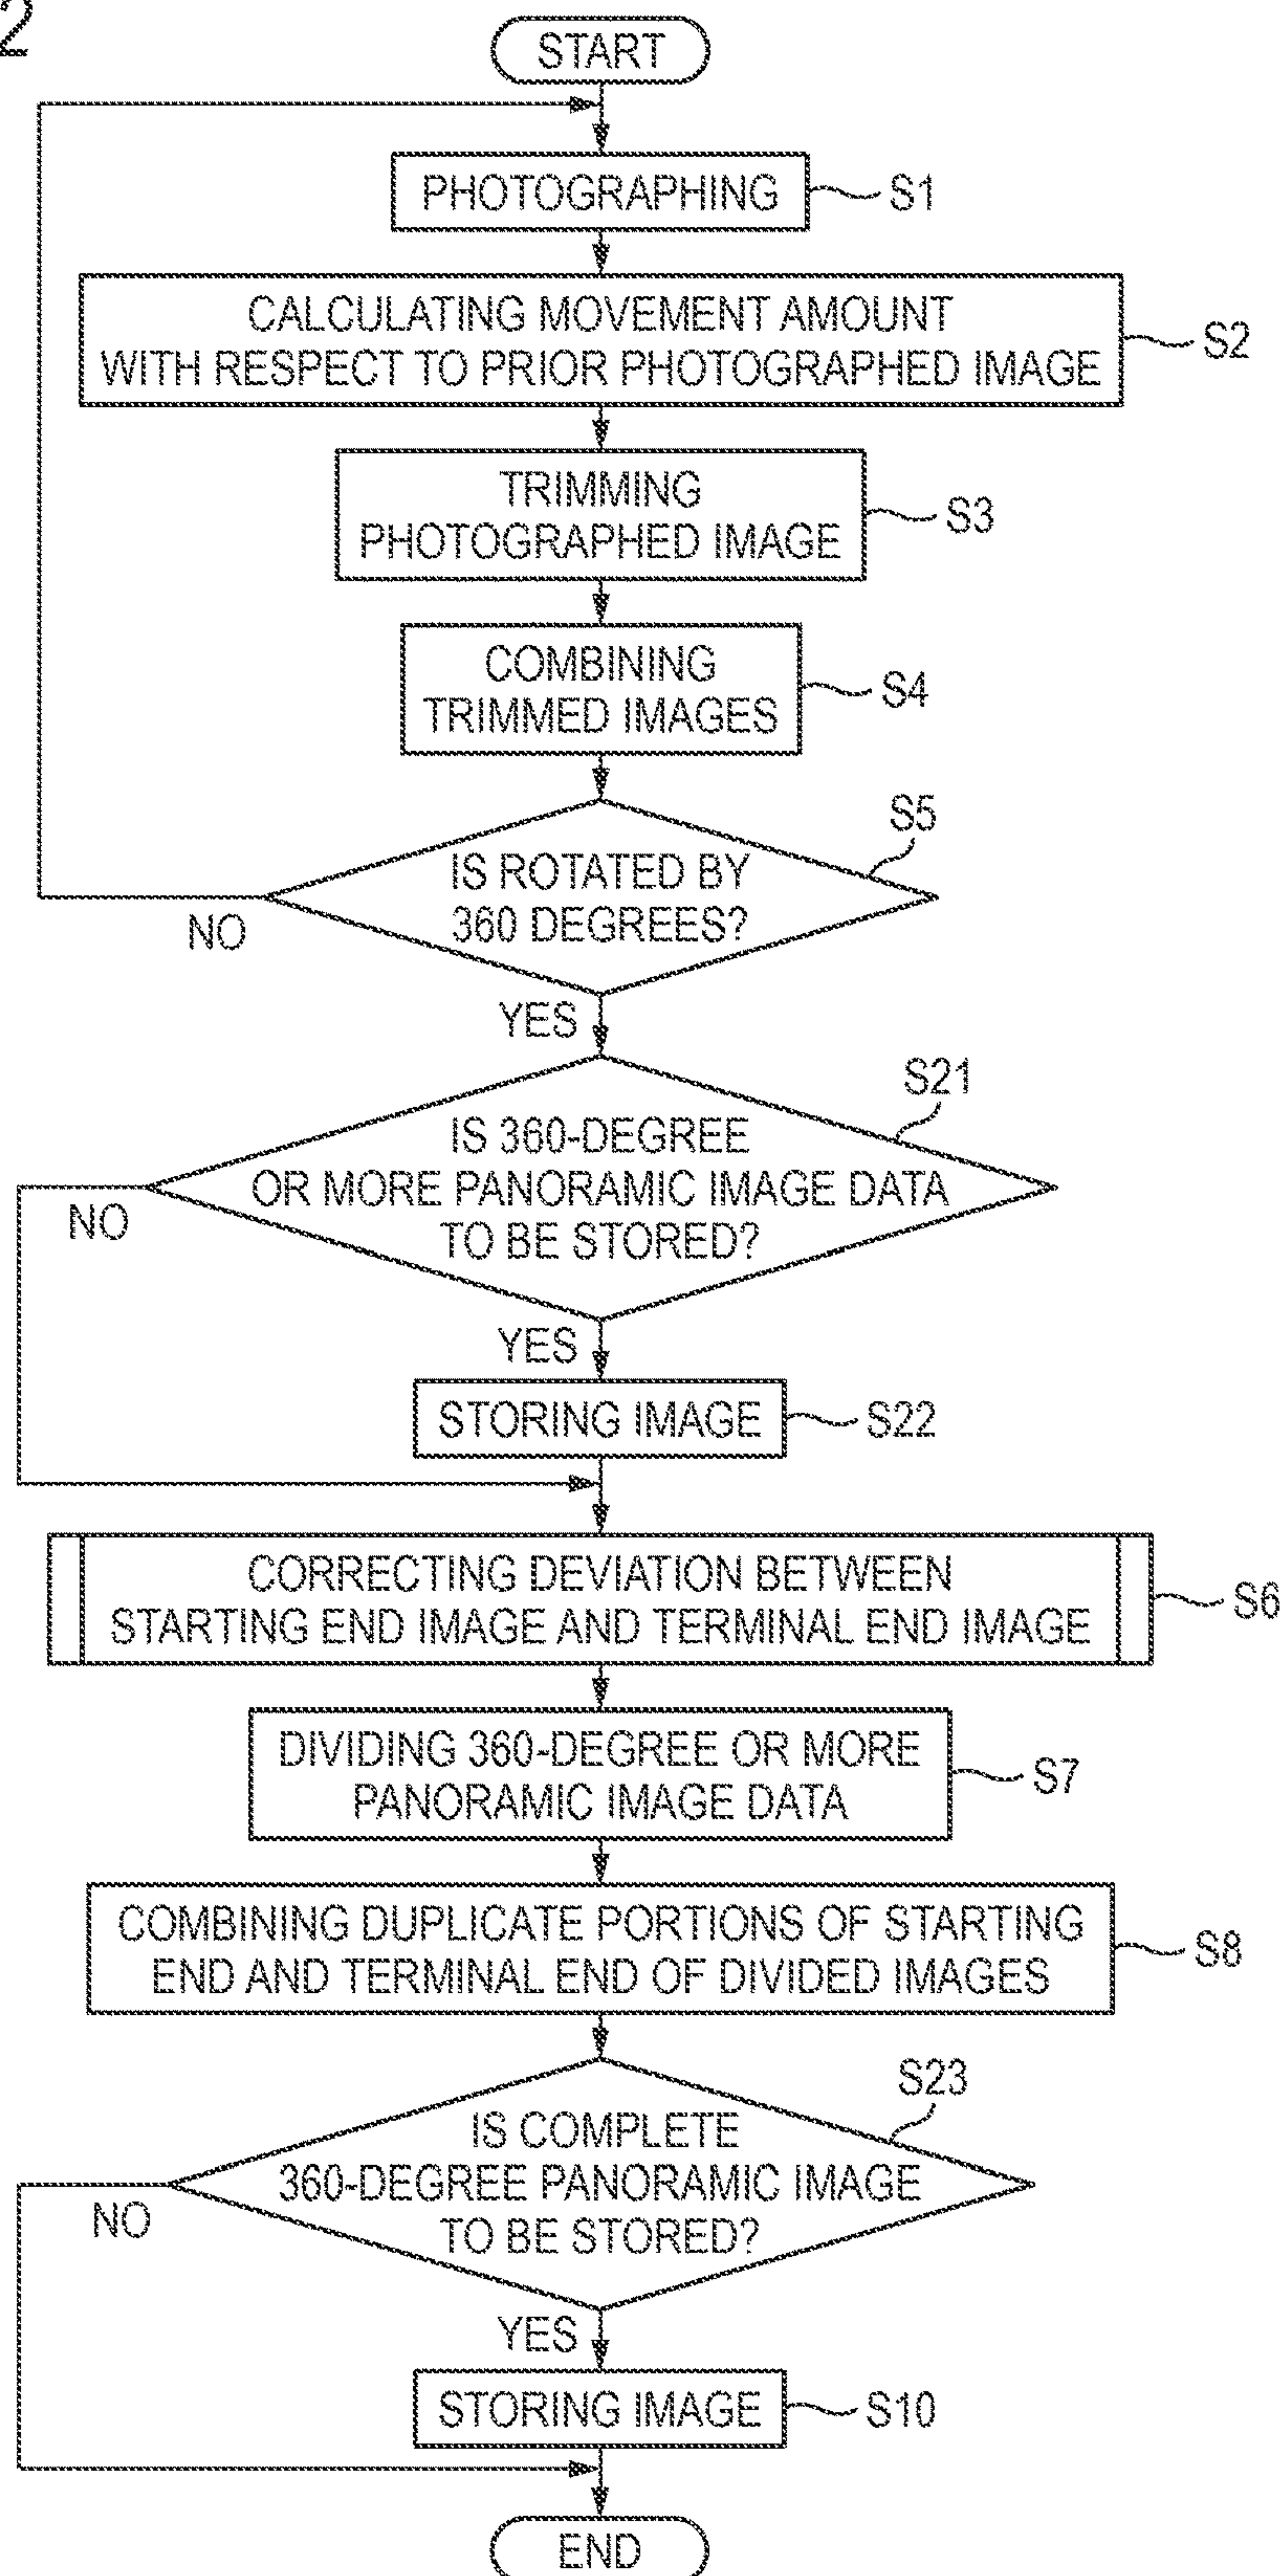 2
START
PHOTOGRAPHING
S1
CALCULATING MOVEMENT AMOUNT
WITH RESPECT TO PRIOR PHOTOGRAPHED IMAGE
S2
TRIMMING
PHOTOGRAPHED IMAGE
S3
COMBINING
TRIMMED IMAGES
S4
S5
IS ROTATED BY
360 DEGREES?
NO
YES
S21
IS 360-DEGREE
OR MORE PANORAMIC IMAGE DATA
TO BE STORED?
NO
YES
STORING IMAGE
S22
CORRECTING DEVIATION BETWEEN
STARTING END IMAGE AND TERMINAL END IMAGE
S6
DIVIDING 360-DEGREE OR MORE
PANORAMIC IMAGE DATA
S7
COMBINING DUPLICATE PORTIONS OF STARTING
END AND TERMINAL END OF DIVIDED IMAGES
S8
S23
IS COMPLETE
360-DEGREE PANORAMIC IMAGE
TO BE STORED?
NO
YES
STORING IMAGE
S10
END